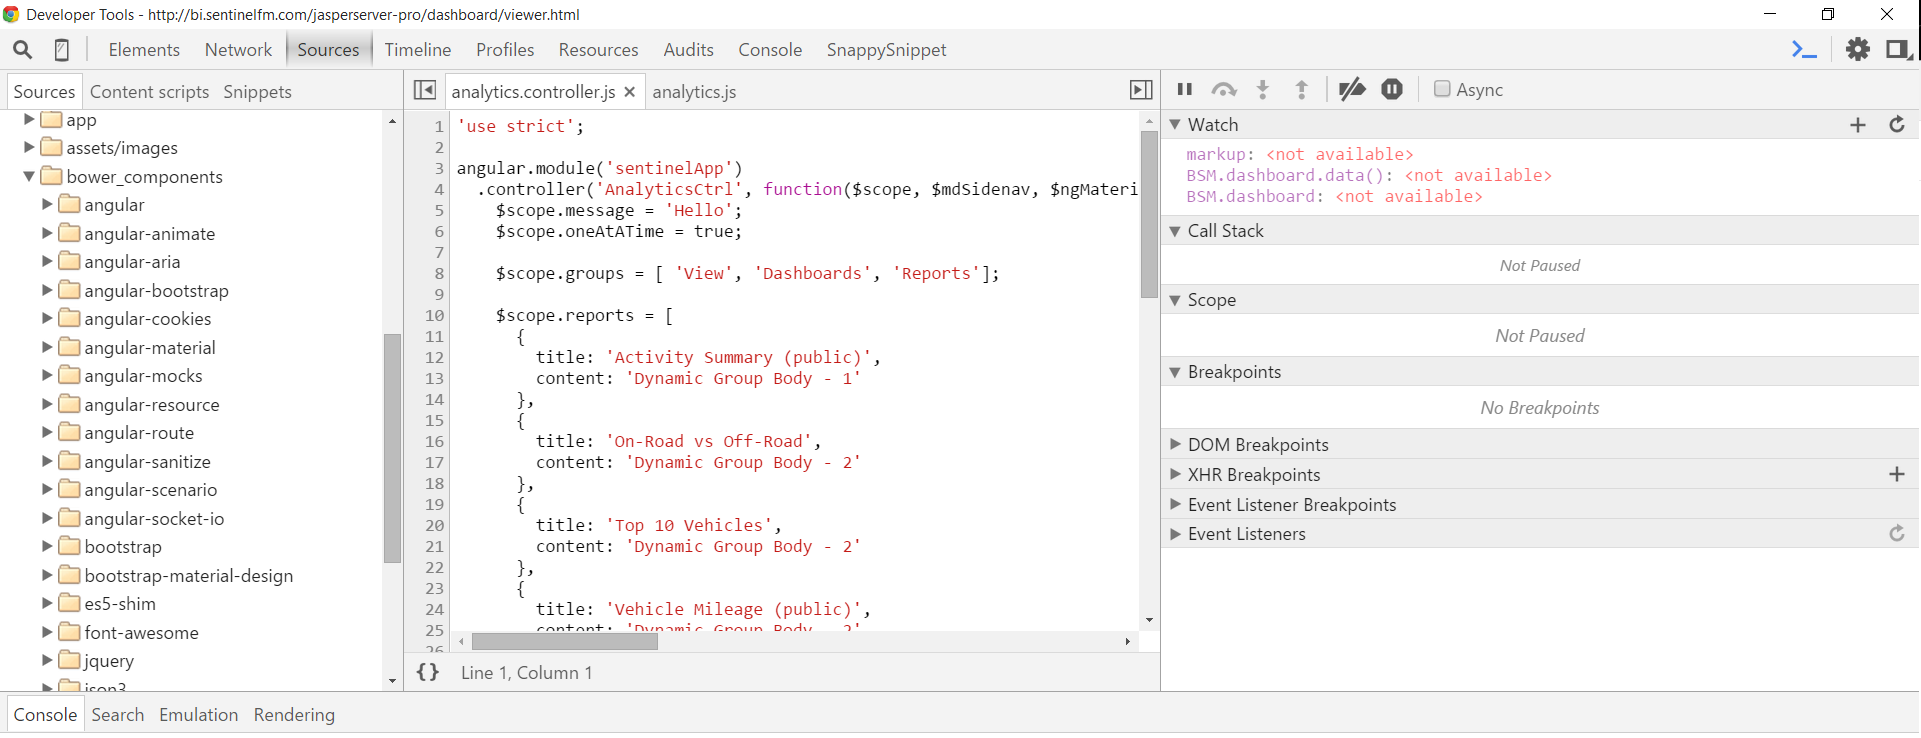 Developer Tools - http://bi.sentinelfm.com/jasperserver-pro/dashboard/viewer.html
Elements Network Sources Timeline Profiles Resources Audits Console SnappySnippet
Sources Content scripts Snippets
app
assets/images
bower_components
angular
angular-animate
angular-aria
angular-bootstrap
angular-cookies
angular-material
angular-mocks
angular-resource
angular-route
angular-sanitize
angular-scenario
angular-socket-io
bootstrap
bootstrap-material-design
es5-shim
font-awesome
jquery
json3
analytics.controller.js × analytics.js
1 'use strict';
2
3 angular.module('sentinelApp')
4 .controller('AnalyticsCtrl', function($scope, $mdSidenav, $ngMateri
5 $scope.message = 'Hello';
6 $scope.oneAtATime = true;
7
8 $scope.groups = [ 'View', 'Dashboards', 'Reports'];
9
10 $scope.reports = [
11 {
12 title: 'Activity Summary (public)',
13 content: 'Dynamic Group Body - 1'
14 },
15 {
16 title: 'On-Road vs Off-Road',
17 content: 'Dynamic Group Body - 2'
18 },
19 {
20 title: 'Top 10 Vehicles',
21 content: 'Dynamic Group Body - 2'
22 },
23 {
24 title: 'Vehicle Mileage (public)',
25 content: 'Dynamic Group Body - 2'
26
{} Line 1, Column 1
Async
Watch
markup: <not available>
BSM.dashboard.data(): <not available>
BSM.dashboard: <not available>
Call Stack
Not Paused
Scope
Not Paused
Breakpoints
No Breakpoints
DOM Breakpoints
XHR Breakpoints
Event Listener Breakpoints
Event Listeners
Console Search Emulation Rendering